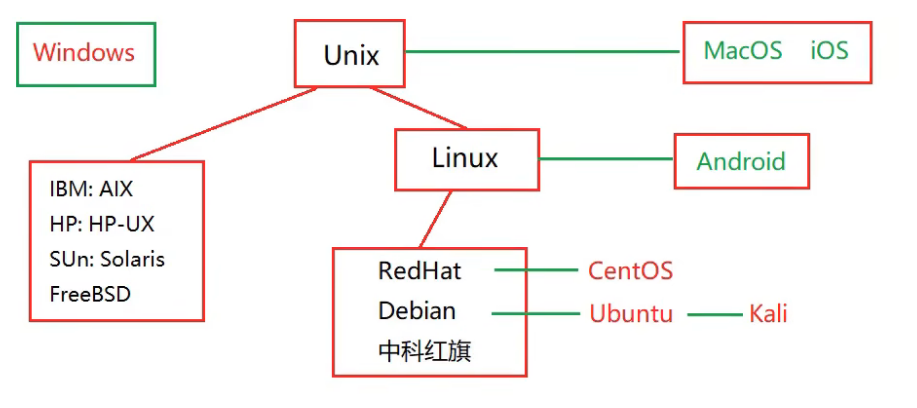 Windows
Unix
MacOS iOS
Linux
Android
IBM: AIX
HP: HP-UX
SUn: Solaris
FreeBSD
RedHat
CentOS
Debian
Ubuntu
Kali
中科红旗